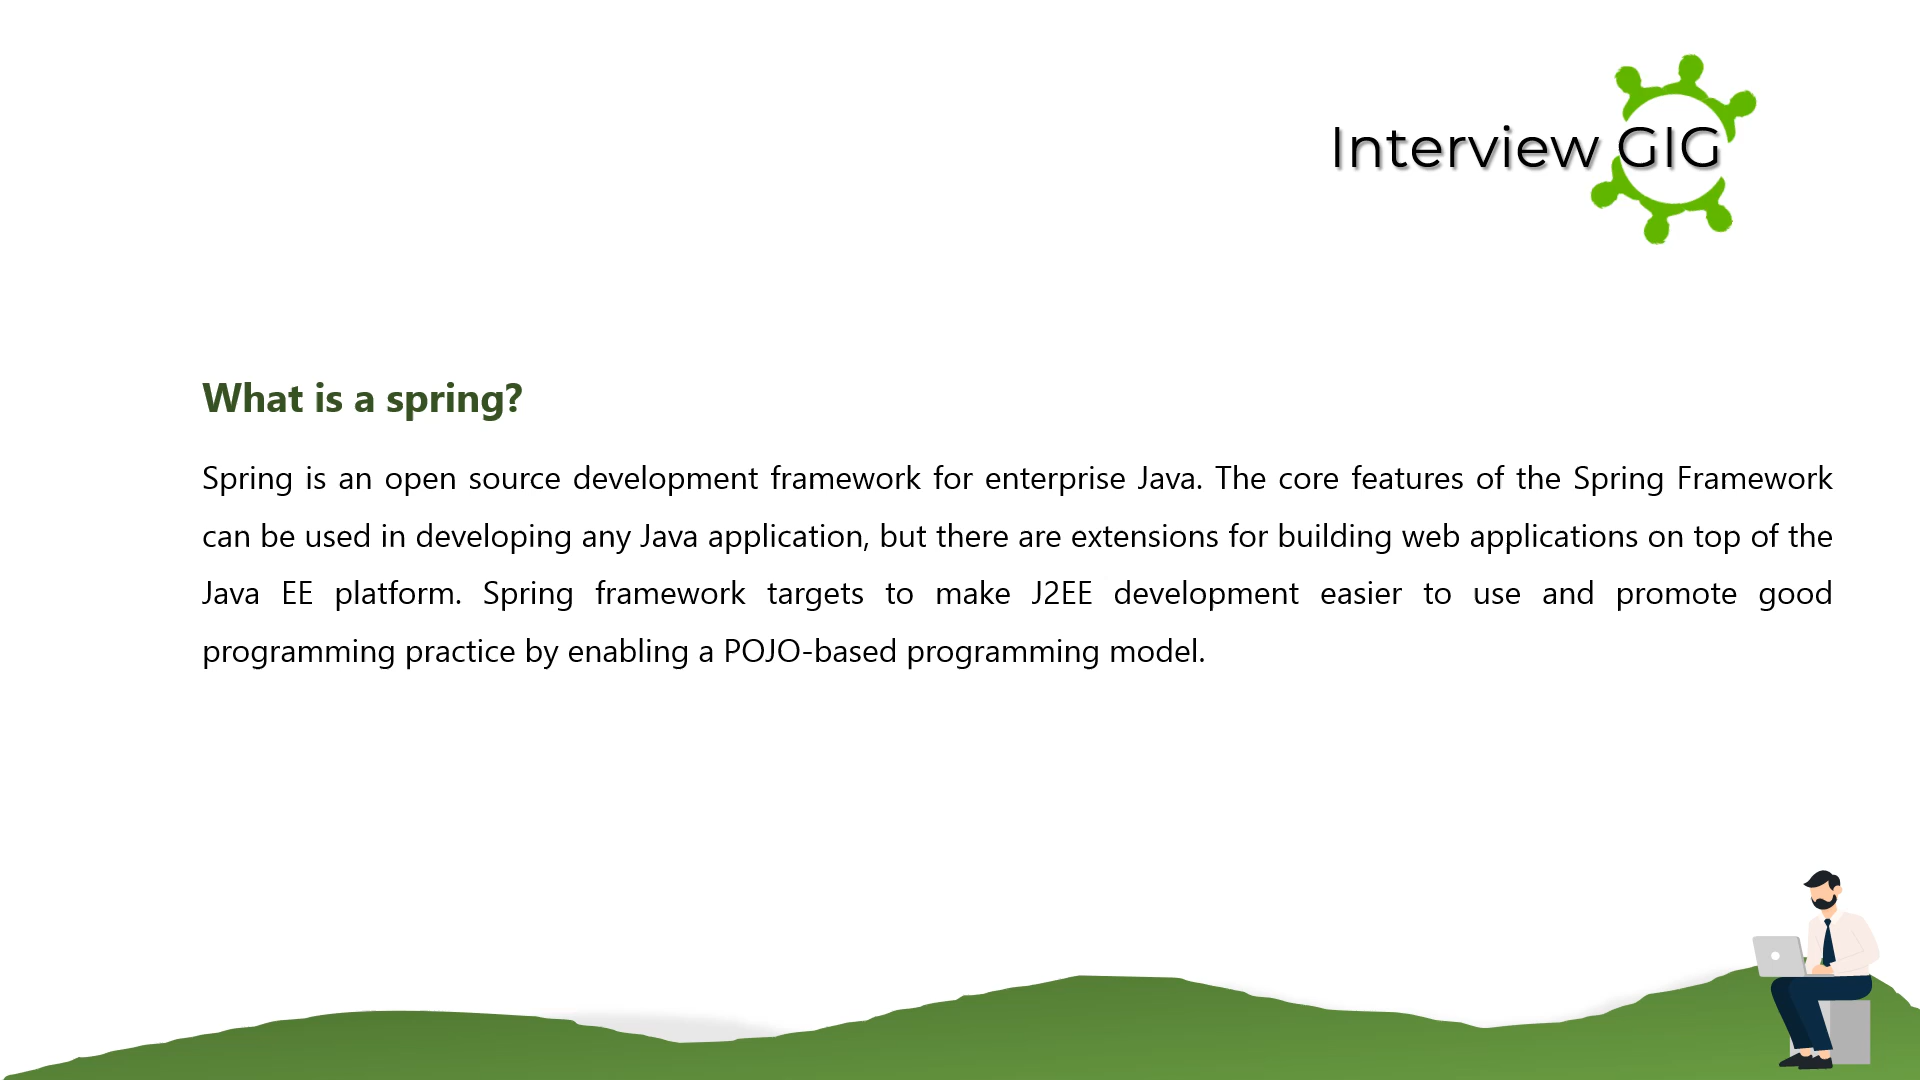 Interview GIG
What is a spring?
Spring is an open source development framework for enterprise Java. The core features of the Spring Framework
can be used in developing any Java application, but there are extensions for building web applications on top of the
Java EE platform. Spring framework targets to make J2EE development easier to use and promote good
programming practice by enabling a POJO-based programming model.